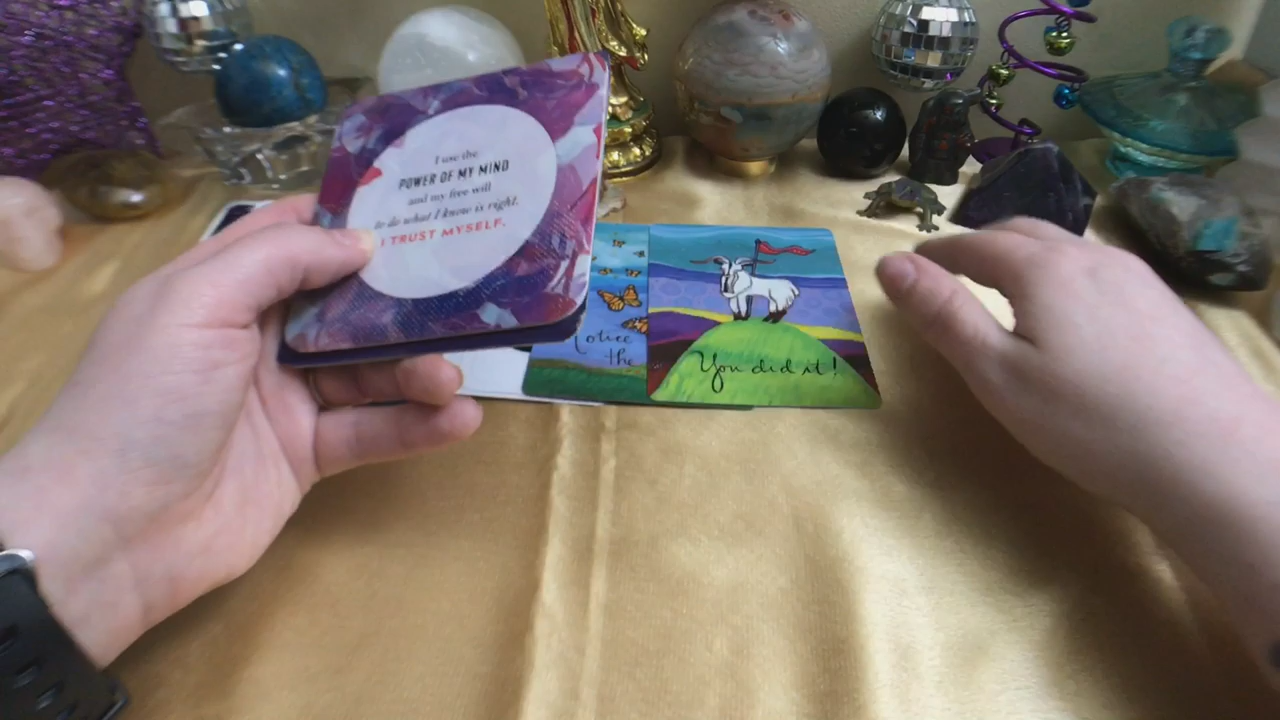 I use the
POWER OF MY MIND
and my free will
to do what I know is right.
I TRUST MYSELF.
the
You did it!